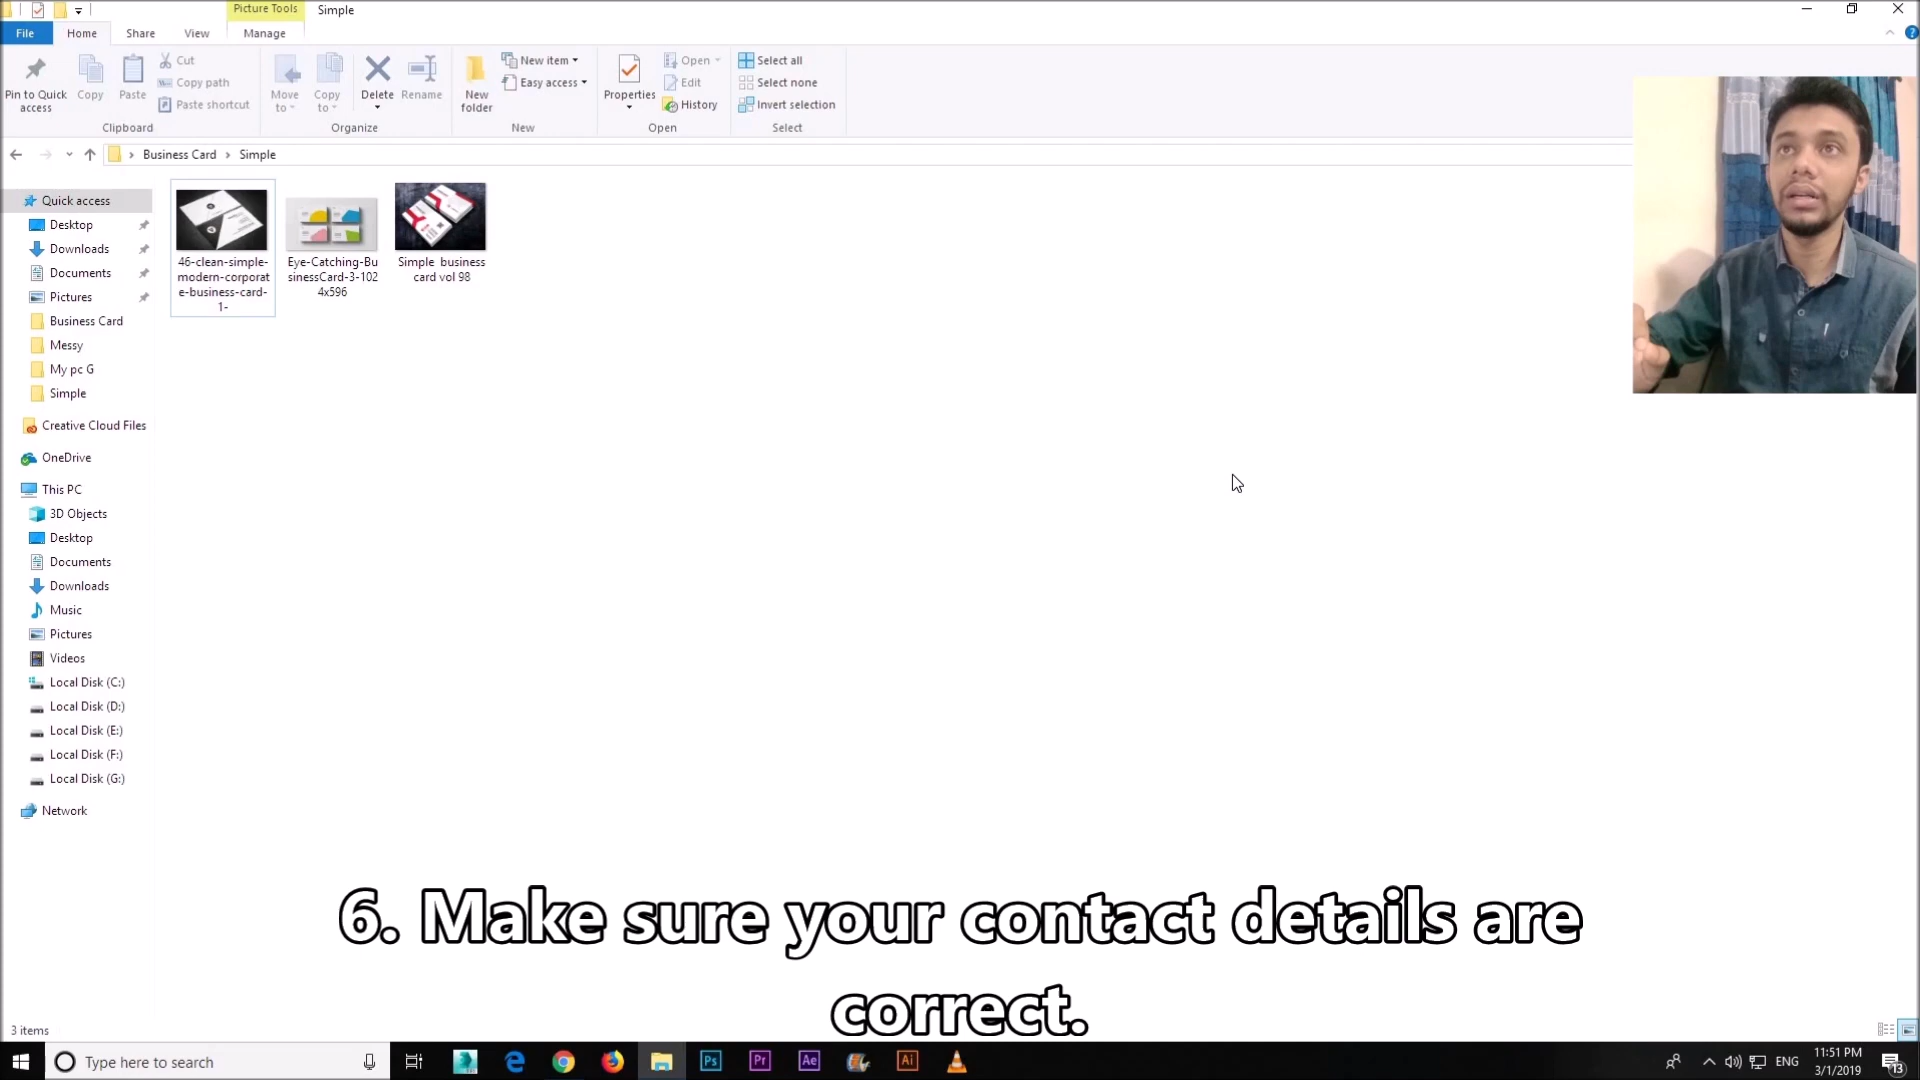 Picture Tools
Simple
File
Home
Share
View
Manage
Pin to Quick access
Copy
Paste
Cut
Copy path
Paste shortcut
Clipboard
Move to
Copy to
Delete
Rename
Organize
New folder
New item
Easy access
New
Properties
Open
Edit
History
Open
Select all
Select none
Invert selection
Select
Business Card › Simple
Quick access
Desktop
Downloads
Documents
Pictures
Business Card
Messy
My pc G
Simple
Creative Cloud Files
OneDrive
This PC
3D Objects
Desktop
Documents
Downloads
Music
Pictures
Videos
Local Disk (C:)
Local Disk (D:)
Local Disk (E:)
Local Disk (F:)
Local Disk (G:)
Network
46-clean-simple-
modern-corporat
e-business-card-
1-
Eye-Catching-Bu
sinessCard-3-102
4x596
Simple business
card vol 98
6. Make sure your contact details are
correct.
3 items
Type here to search
Ps
Pr
Ae
Ai
ENG
11:51 PM
3/1/2019
13